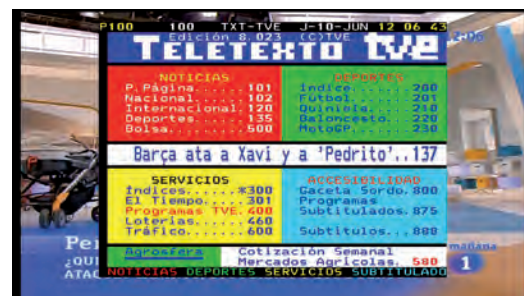 P100 100 TXT-TVE J-10-JUN 12 06 43
Edición 8.023 (C)TVE
TELETEXTO tve
12:06
NOTICIAS
P.Página......101
Nacional......102
Internacional.120
Deportes......135
Bolsa.........500
DEPORTES
Índice.......200
Fútbol.......201
Quiniela.....210
Baloncesto...220
MotoGP.......230
Barça ata a Xavi y a 'Pedrito'..137
SERVICIOS
Índices......*300
El Tiempo.....301
Programas TVE.400
Loterías......460
Tráfico.......600
ACCESIBILIDAD
Gaceta Sordo.800
Programas
Subtitulados.875
Subtítulos...888
Agrosfera
Cotización Semanal
Mercados Agrícolas. 580
NOTICIAS DEPORTES SERVICIOS SUBTITULADO
¿QUI
ATAC
mañana
1